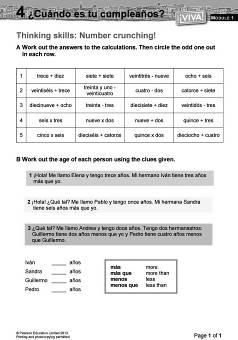 4 ¿Cuándo es tu cumpleaños?
¡VIVA! MODULE 1
Thinking skills: Number crunching!
A Work out the answers to the calculations. Then circle the odd one out
in each row.
1 trece + diez siete + siete veintitrés - nueve ocho + seis
2 veintiséis ÷ trece treinta y uno - veintiuno cuatro - dos catorce ÷ siete
3 diecinueve + ocho treinta - tres diecisiete + diez veintidós - tres
4 seis x tres nueve x dos nueve + dos quince + tres
5 cinco x seis dieciséis + catorce quince x dos dieciocho + cuatro
B Work out the age of each person using the clues given.
1 ¡Hola! Me llamo Elena y tengo trece años. Mi hermano Iván tiene tres años
más que yo.
2 ¡Hola! ¿Qué tal? Me llamo Pablo y tengo once años. Mi hermana Sandra
tiene seis años más que yo.
3 ¿Qué tal? Me llamo Andrea y tengo doce años. Tengo dos hermanastros:
Guillermo tiene dos años menos que yo y Pedro tiene cuatro años menos
que Guillermo.
Iván ______ años
Sandra ______ años
Guillermo ______ años
Pedro ______ años
más more
más que more than
menos less
menos que less than
© Pearson Education Limited 2013
Printing and photocopying permitted
Page 1 of 1